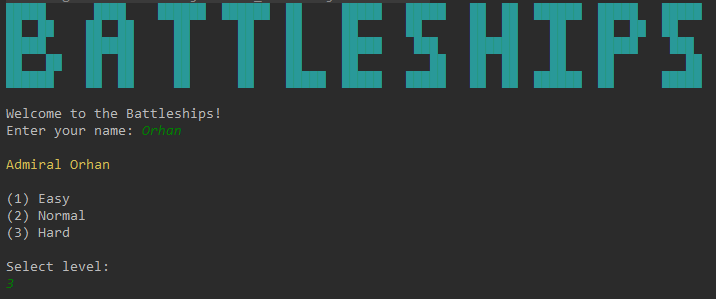 BATTLESHIPS
Welcome to the Battleships!
Enter your name: Orhan
Admiral Orhan
(1) Easy
(2) Normal
(3) Hard
Select level:
3